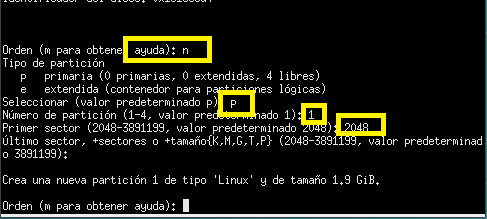 Orden (m para obtener ayuda): n
Tipo de partición
p primaria (0 primarias, 0 extendidas, 4 libres)
e extendida (contenedor para particiones lógicas)
Seleccionar (valor predeterminado p): p
Número de partición (1-4, valor predeterminado 1): 1
Primer sector (2048-3891199, valor predeterminado 2048): 2048
Último sector, +sectores o +tamaño{K,M,G,T,P} (2048-3891199, valor predeterminad
o 3891199):
Crea una nueva partición 1 de tipo 'Linux' y de tamaño 1.9 GiB.
Orden (m para obtener ayuda):